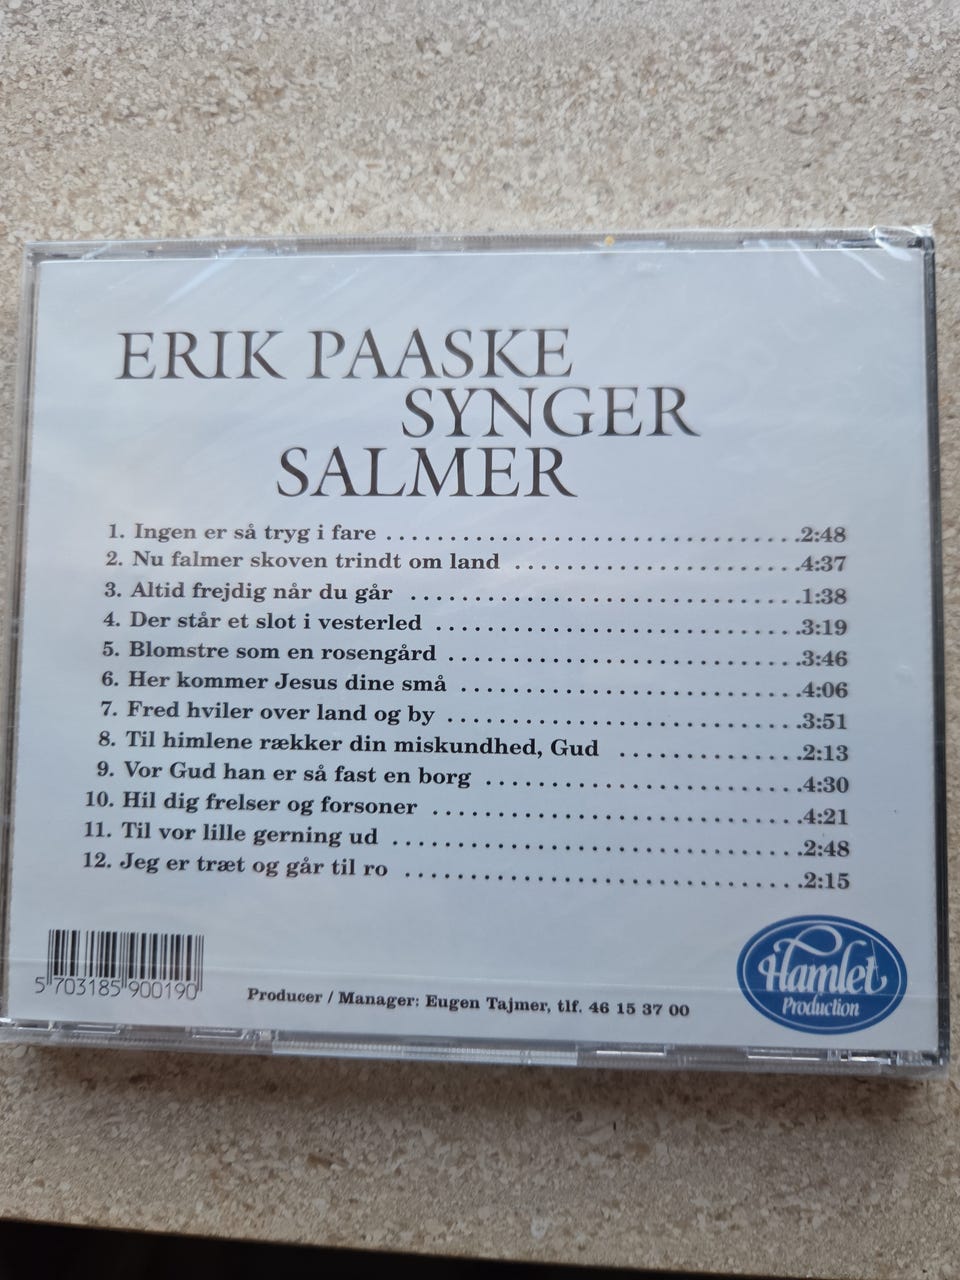 ERIK PAASKE
SYNGER
SALMER
1. Ingen er så tryg i fare ..................................2:48
2. Nu falmer skoven trindt om land ........................4:37
3. Altid frejdig når du går ................................1:38
4. Der står et slot i vesterled ..............................3:19
5. Blomstre som en rosengård .............................3:46
6. Her kommer Jesus dine små ............................4:06
7. Fred hviler over land og by .............................3:51
8. Til himlene rækker din miskundhed, Gud ...............2:13
9. Vor Gud han er så fast en borg ..........................4:30
10. Hil dig frelser og forsoner ..............................4:21
11. Til vor lille gerning ud .................................2:48
12. Jeg er træt og går til ro ................................2:15
5 703185 900190
Producer / Manager: Eugen Tajmer, tlf. 46 15 37 00
Hamlet
Production